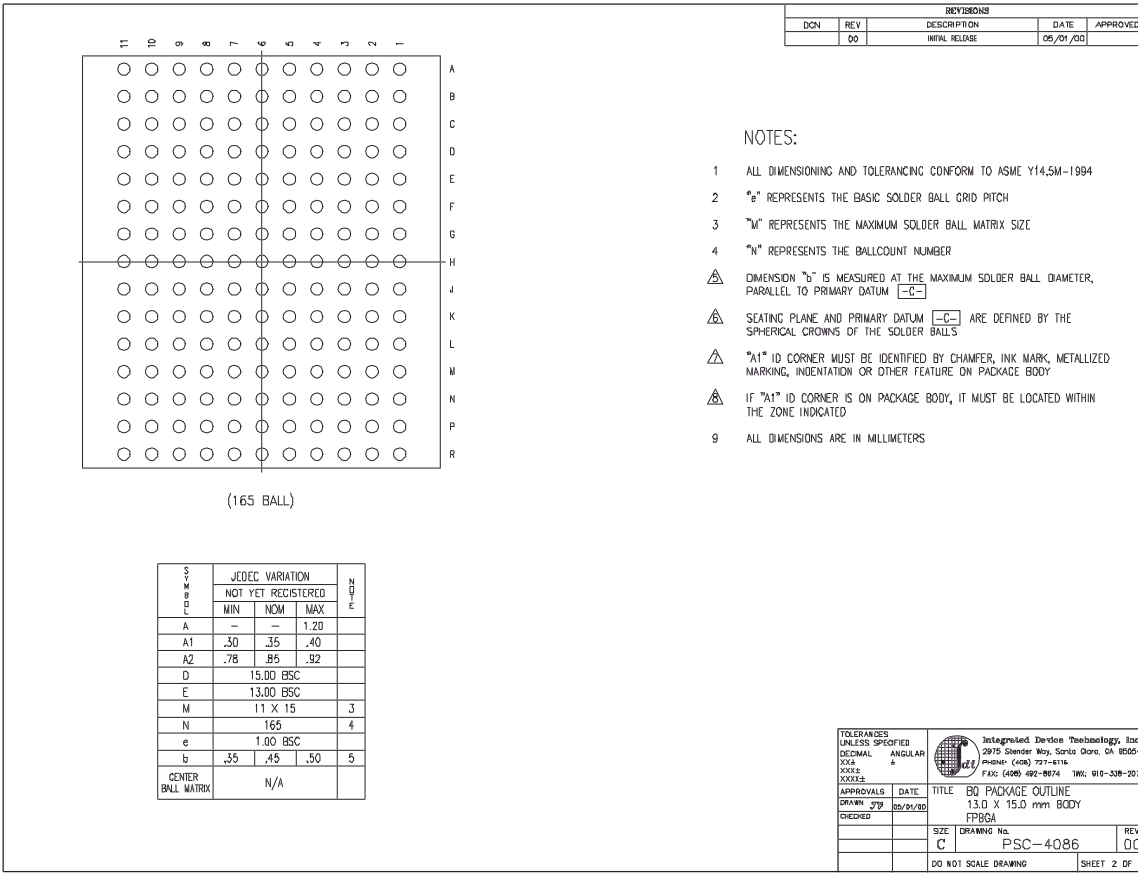 REVISIONS
DCN REV DESCRIPTION DATE APPROVED
00 INITIAL RELEASE 05/01/00
11 10 9 8 7 6 5 4 3 2 1
A
B
C
D
E
F
G
H
J
K
L
M
N
P
R
(165 BALL)
NOTES:
1 ALL DIMENSIONING AND TOLERANCING CONFORM TO ASME Y14.5M-1994
2 "e" REPRESENTS THE BASIC SOLDER BALL GRID PITCH
3 "M" REPRESENTS THE MAXIMUM SOLDER BALL MATRIX SIZE
4 "N" REPRESENTS THE BALLCOUNT NUMBER
5 DIMENSION "b" IS MEASURED AT THE MAXIMUM SOLDER BALL DIAMETER,
PARALLEL TO PRIMARY DATUM -C-
6 SEATING PLANE AND PRIMARY DATUM -C- ARE DEFINED BY THE
SPHERICAL CROWNS OF THE SOLDER BALLS
7 "A1" ID CORNER MUST BE IDENTIFIED BY CHAMFER, INK MARK, METALLIZED
MARKING, INDENTATION OR OTHER FEATURE ON PACKAGE BODY
8 IF "A1" ID CORNER IS ON PACKAGE BODY, IT MUST BE LOCATED WITHIN
THE ZONE INDICATED
9 ALL DIMENSIONS ARE IN MILLIMETERS
SYMBOL JEDEC VARIATION NOTE
NOT YET REGISTERED
MIN NOM MAX
A – – 1.20
A1 .30 .35 .40
A2 .78 .85 .92
D 15.00 BSC
E 13.00 BSC
M 11 X 15 3
N 165 4
e 1.00 BSC
b .35 .45 .50 5
CENTER
BALL MATRIX N/A
TOLERANCES
UNLESS SPECIFIED
DECIMAL ANGULAR
XX± ±
XXX±
XXXX±
idt
Integrated Device Technology, Inc
2975 Stender Way, Santa Clara, CA 9505
PHONE: (408) 727-6116
FAX: (408) 492-8674 TWX: 910-338-207
APPROVALS DATE
DRAWN 05/01/00
CHECKED
TITLE BQ PACKAGE OUTLINE
13.0 X 15.0 mm BODY
FPBGA
SIZE DRAWING No. REV
C PSC-4086 00
DO NOT SCALE DRAWING SHEET 2 OF